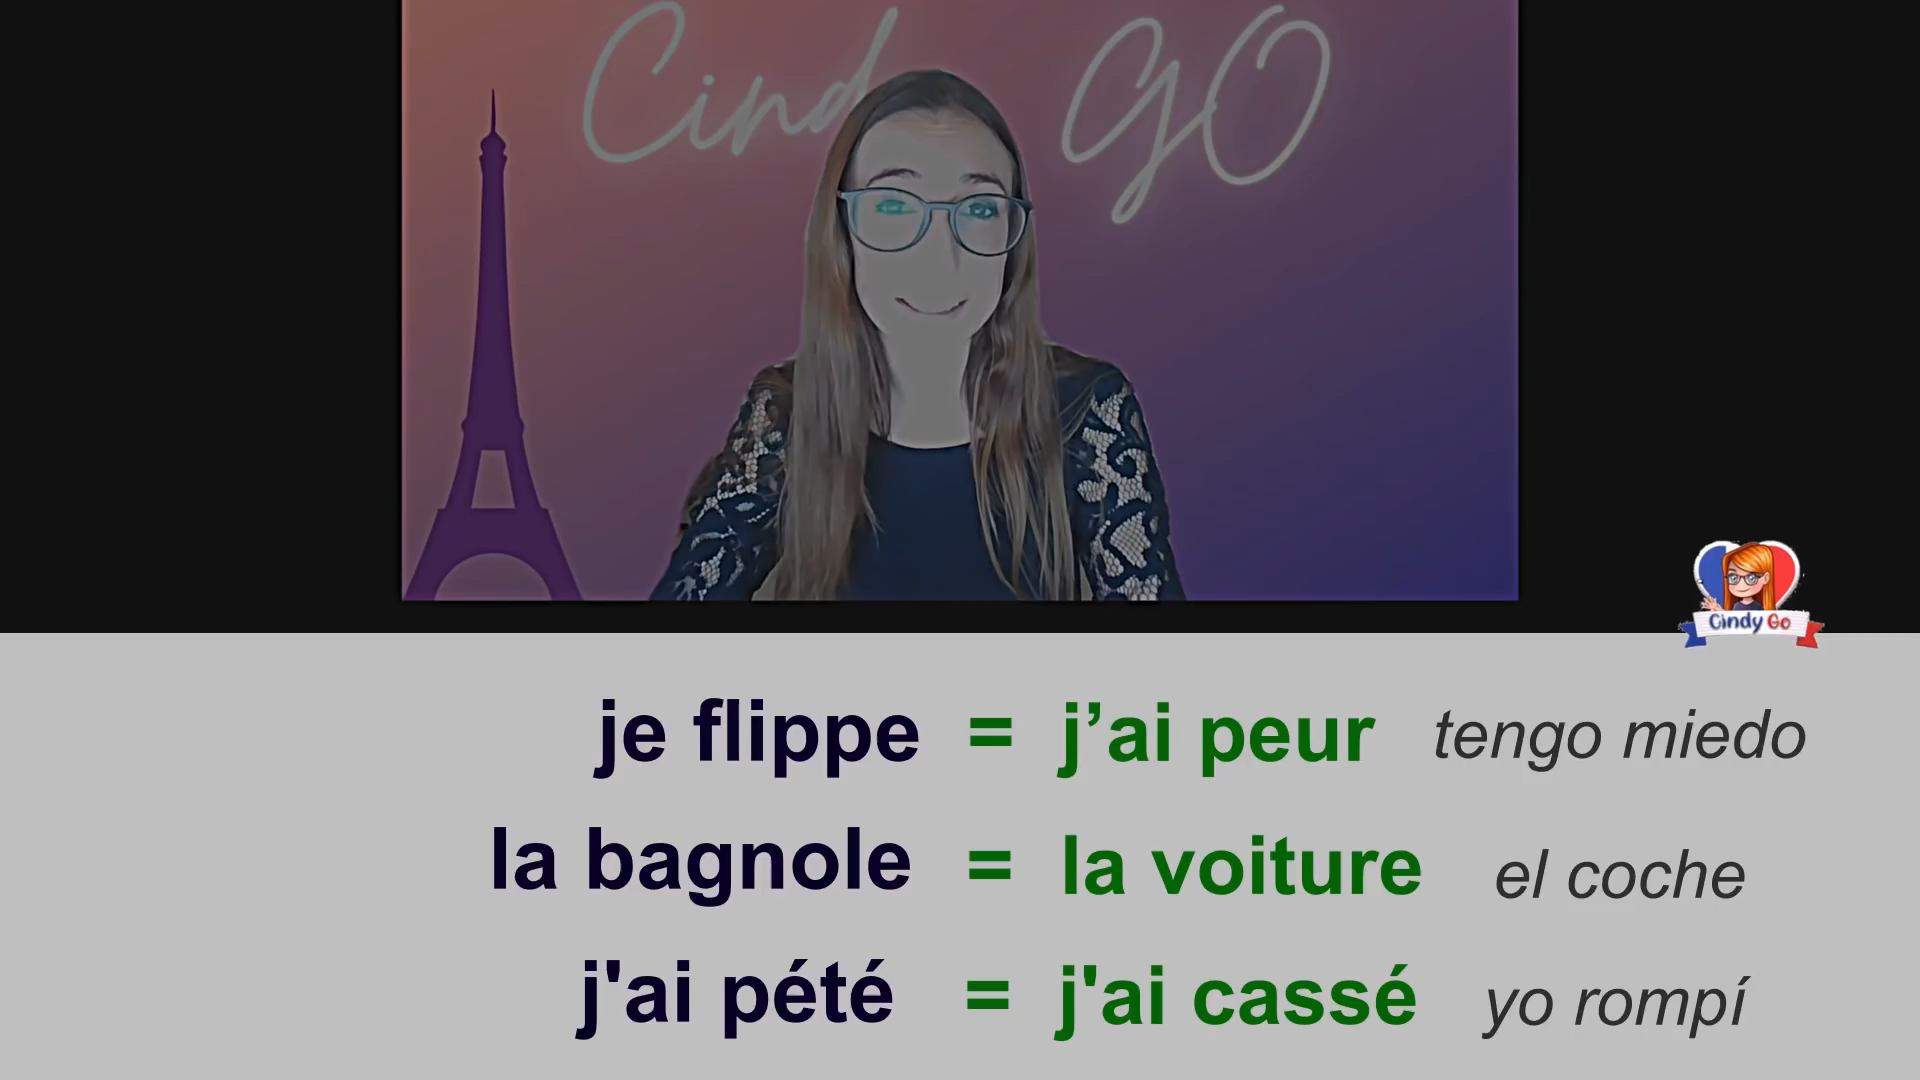 Cindy GO
Cindy Go
je flippe = j’ai peur tengo miedo
la bagnole = la voiture el coche
j'ai pété = j'ai cassé yo rompí